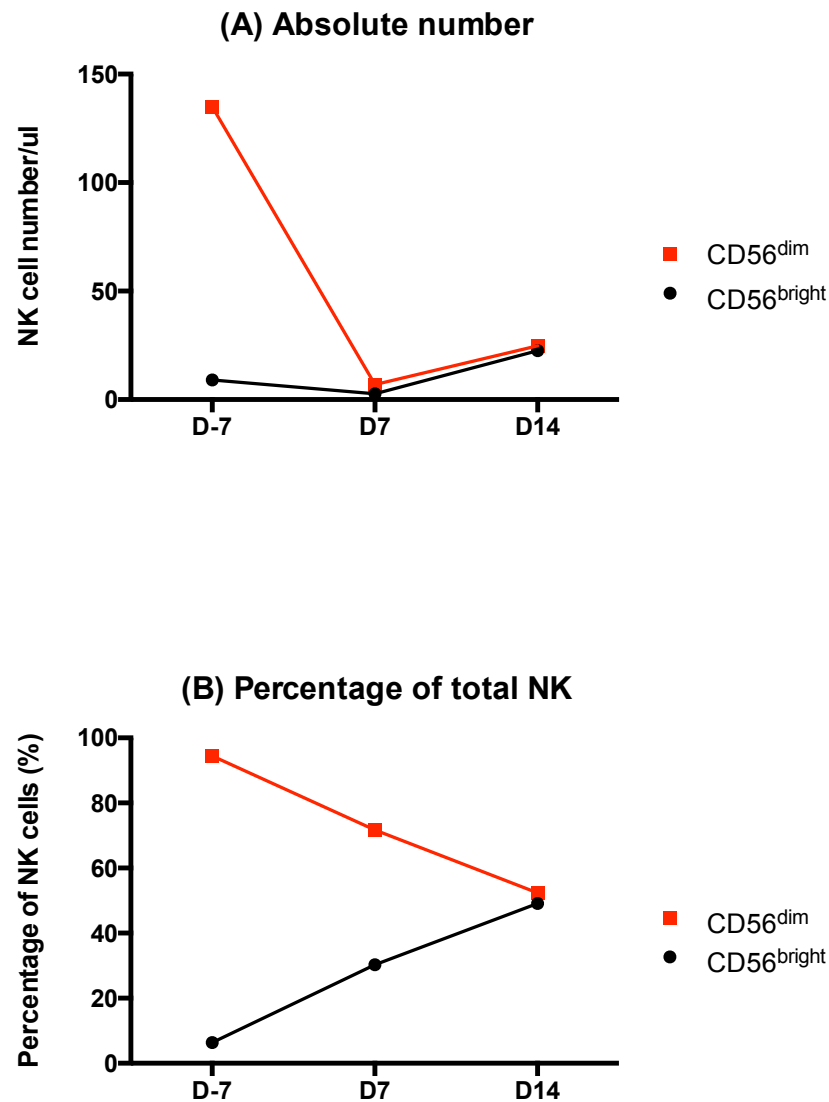 (A) Absolute number
NK cell number/ul
150
100
50
0
D-7 D7 D14
CD56dim
CD56bright
(B) Percentage of total NK
Percentage of NK cells (%)
100
80
60
40
20
0
D-7 D7 D14
CD56dim
CD56bright